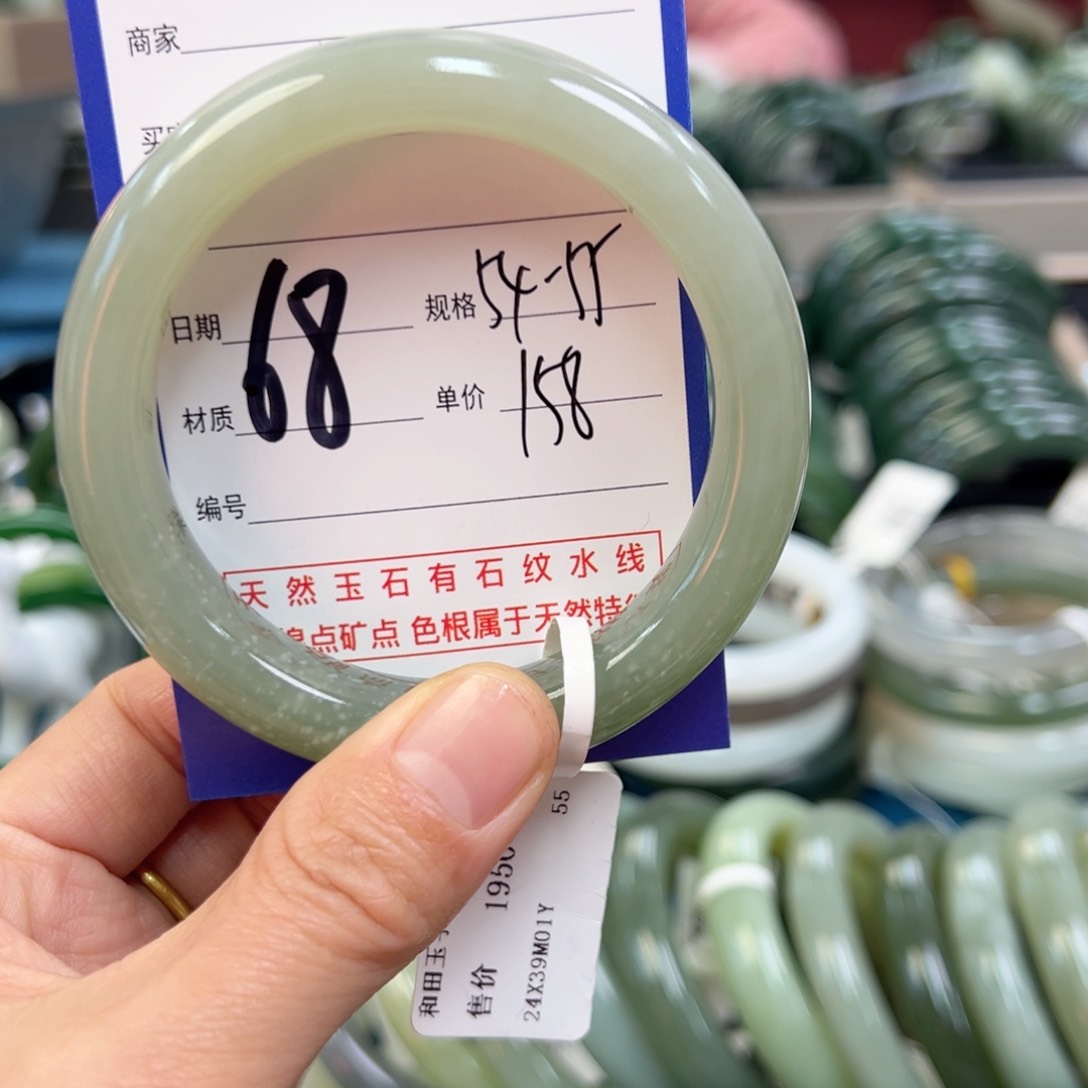 商家
买
日期 68 规格 54-55
材质 单价 158
编号
天然玉石有石纹水线
点矿点 色根属于天然特
和田玉
售价 1950
55
24X39M01Y